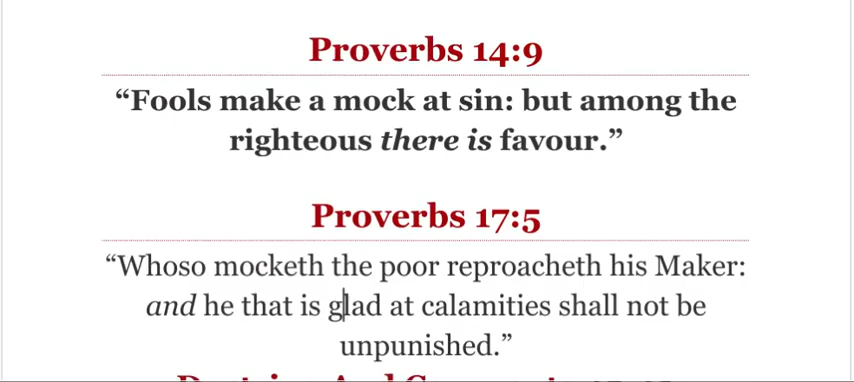 Proverbs 14:9
“Fools make a mock at sin: but among the
righteous there is favour.”
Proverbs 17:5
“Whoso mocketh the poor reproacheth his Maker:
and he that is glad at calamities shall not be
unpunished.”